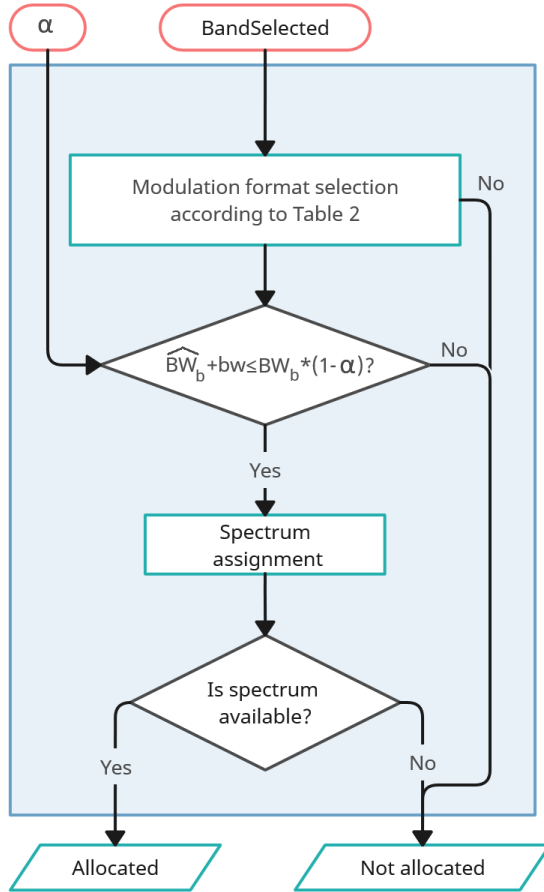 α
BandSelected
Modulation format selection
according to Table 2
No
No
B͡W_b+bw≤BW_b*(1-α)?
Yes
Spectrum
assignment
Is spectrum
available?
Yes
No
Allocated
Not allocated